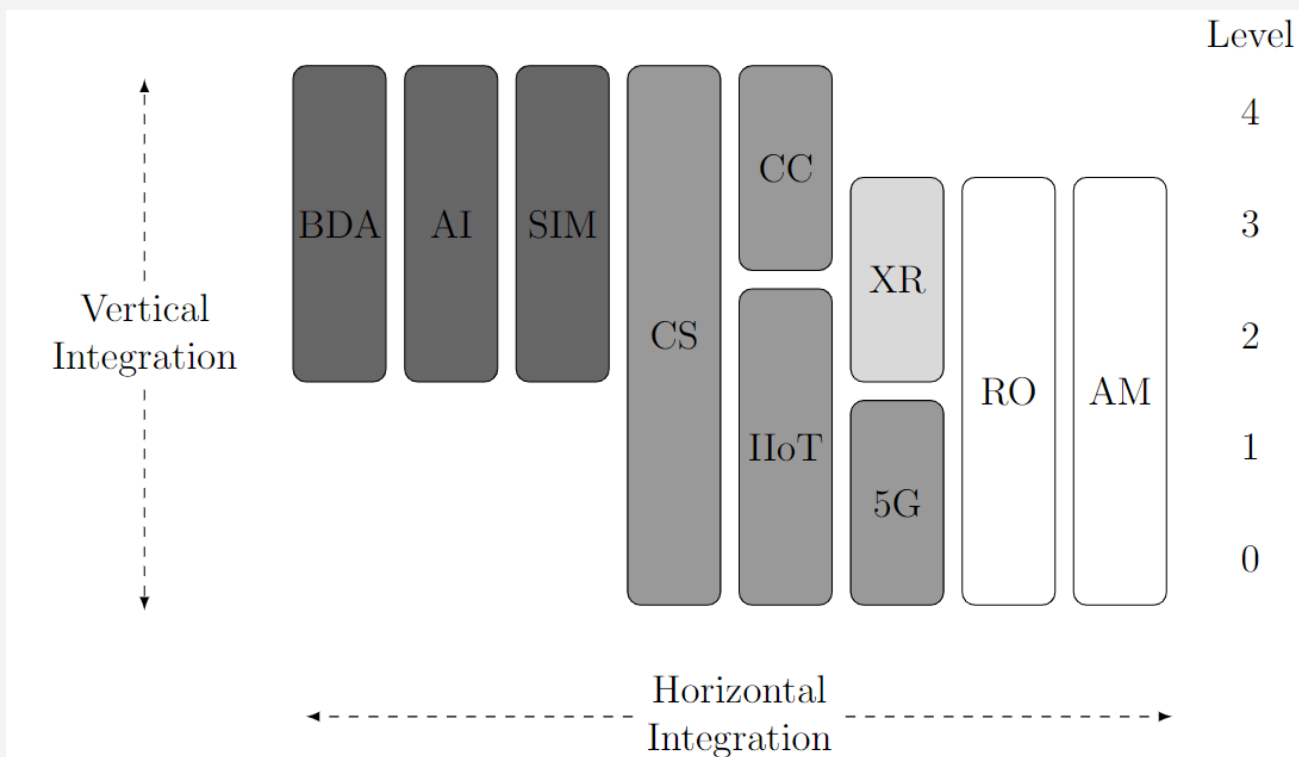 Level
4
CC
BDA
AI
SIM
3
XR
Vertical
Integration
CS
2
RO
AM
IIoT
1
5G
0
Horizontal
Integration